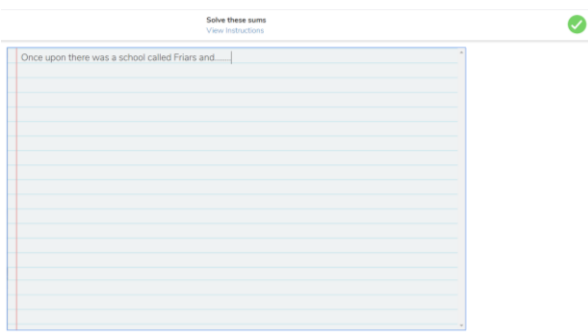 Solve these sums
View Instructions
Once upon there was a school called Friars and......